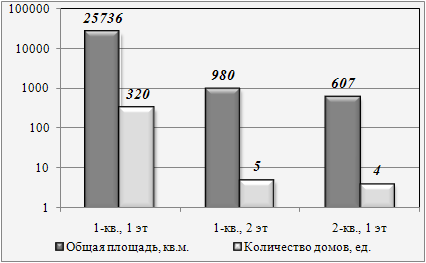 100000
10000
1000
100
10
1
25736
320
980
5
607
4
1-кв., 1 эт
1-кв., 2 эт
2-кв., 1 эт
Общая площадь, кв.м.
Количество домов, ед.